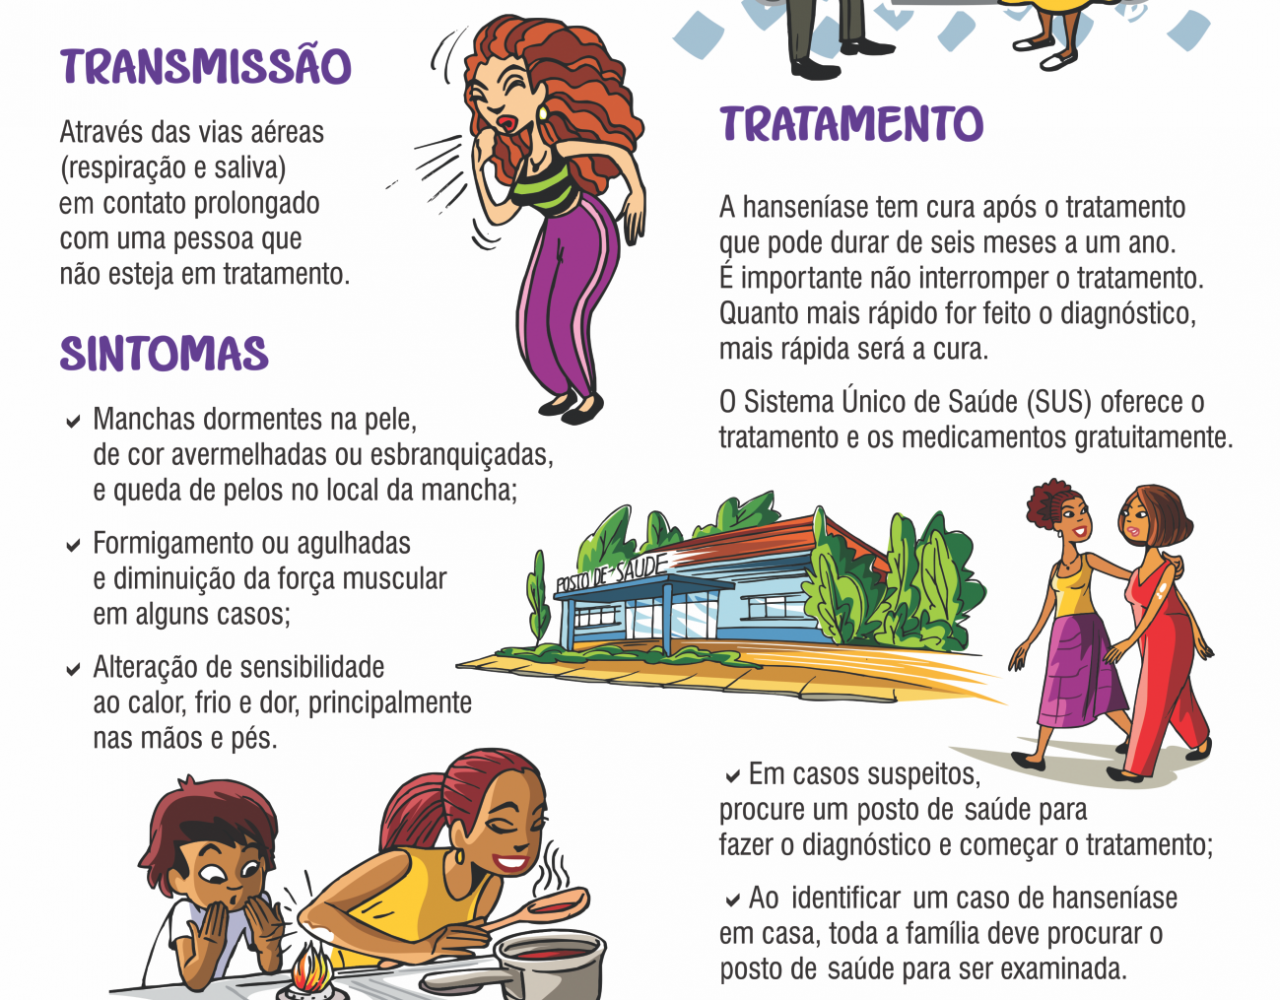 TRANSMISSÃO
Através das vias aéreas
(respiração e saliva)
em contato prolongado
com uma pessoa que
não esteja em tratamento.
SINTOMAS
Manchas dormentes na pele,
de cor avermelhadas ou esbranquiçadas,
e queda de pelos no local da mancha;
Formigamento ou agulhadas
e diminuição da força muscular
em alguns casos;
Alteração de sensibilidade
ao calor, frio e dor, principalmente
nas mãos e pés.
TRATAMENTO
A hanseníase tem cura após o tratamento
que pode durar de seis meses a um ano.
É importante não interromper o tratamento.
Quanto mais rápido for feito o diagnóstico,
mais rápida será a cura.
O Sistema Único de Saúde (SUS) oferece o
tratamento e os medicamentos gratuitamente.
POSTO DE SAUDE
Em casos suspeitos,
procure um posto de saúde para
fazer o diagnóstico e começar o tratamento;
Ao identificar um caso de hanseníase
em casa, toda a família deve procurar o
posto de saúde para ser examinada.